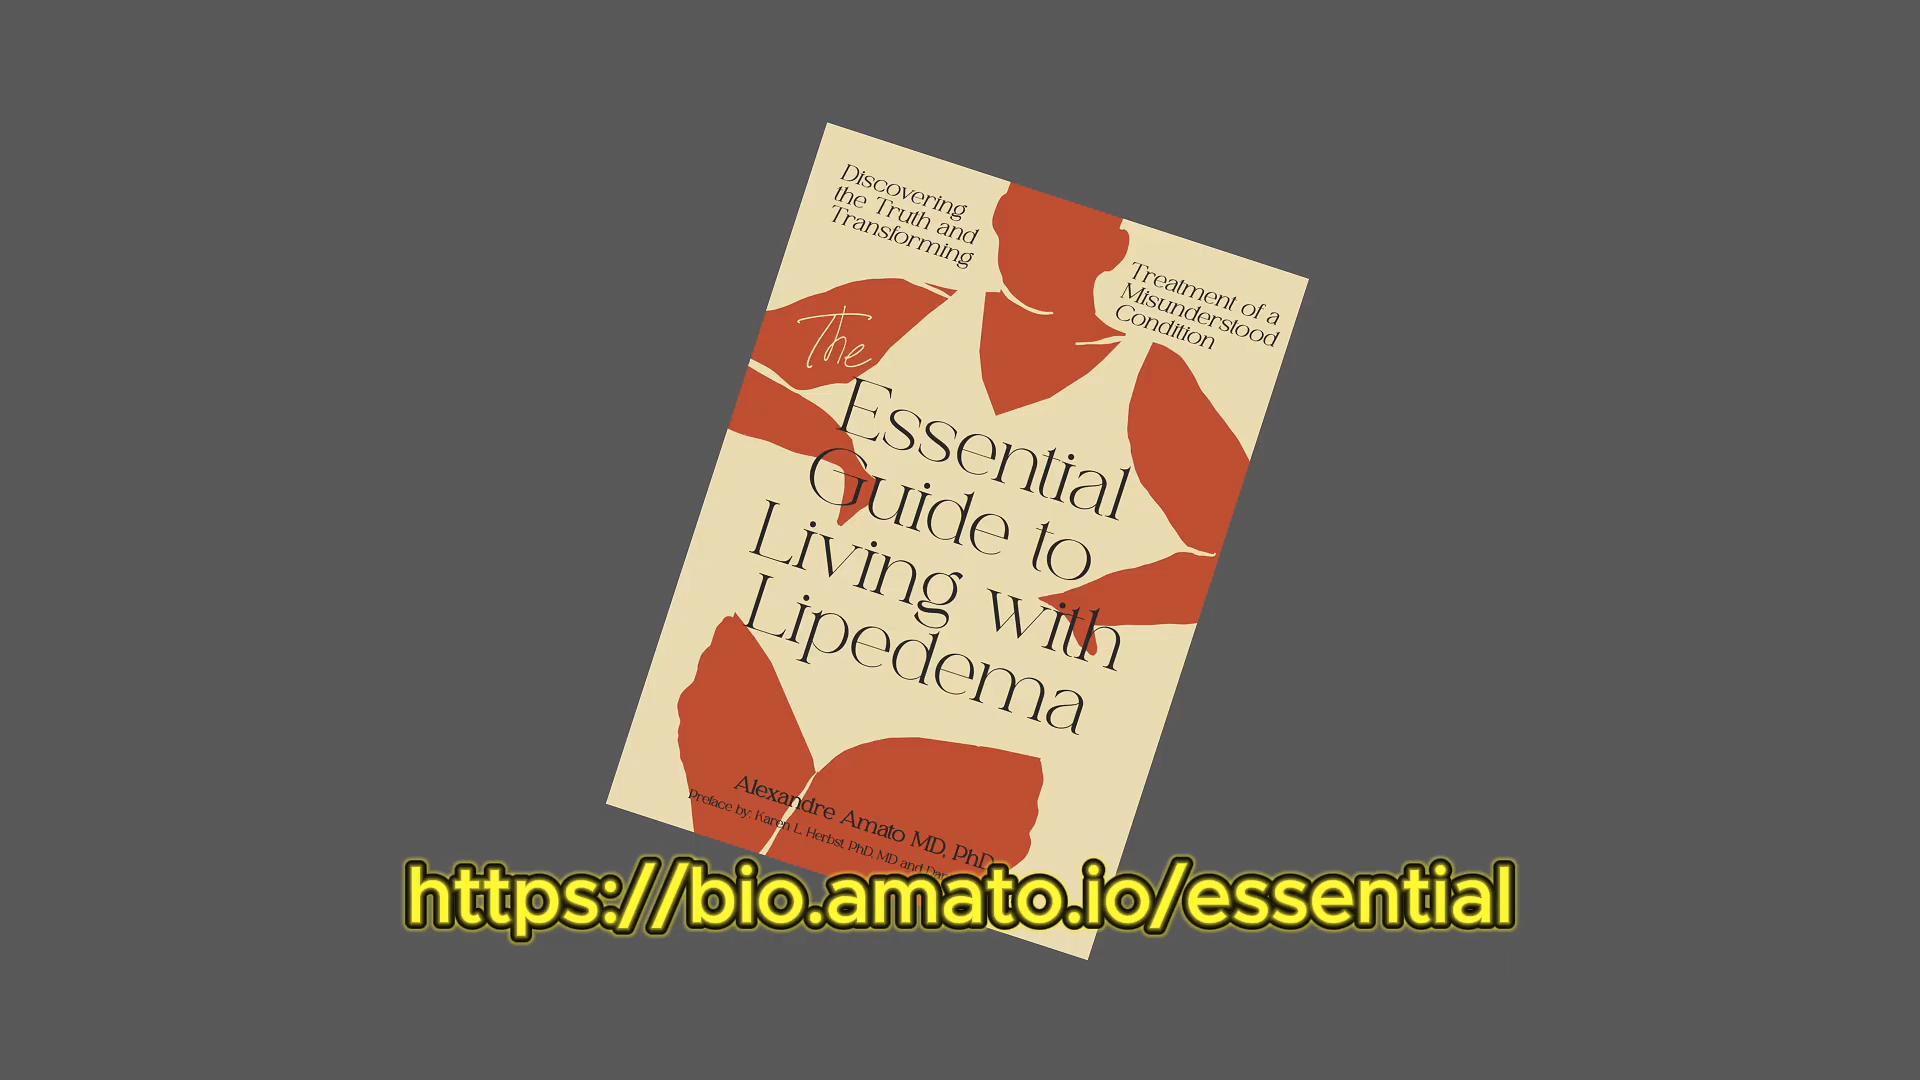 Discovering
the Truth and
Transforming
Treatment of a
Misunderstood
Condition
The
Essential
Guide to
Living with
Lipedema
Alexandre Amato MD, PhD
Preface by: Karen L. Herbst, PhD, MD and
https://bio.amato.io/essential